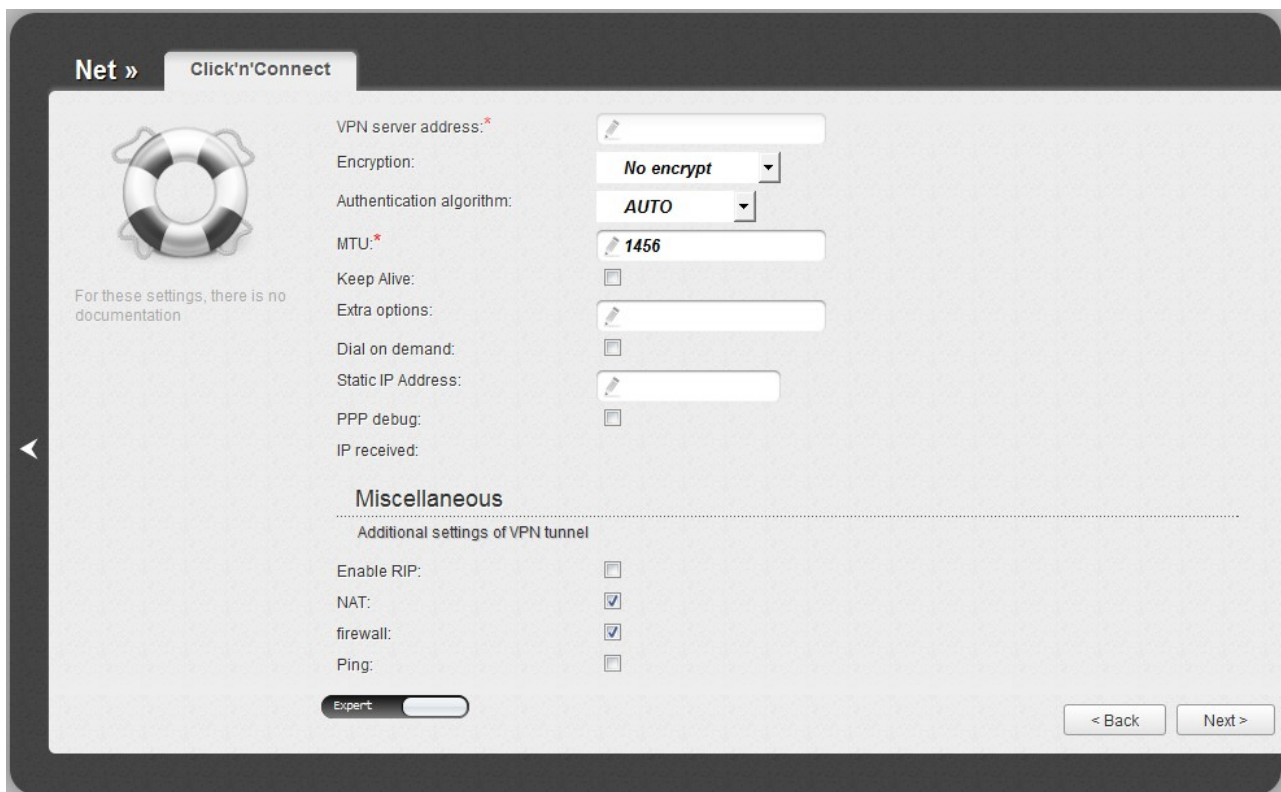 Net »
Click'n'Connect
For these settings, there is no
documentation
VPN server address:*
Encryption: No encrypt
Authentication algorithm: AUTO
MTU:* 1456
Keep Alive:
Extra options:
Dial on demand:
Static IP Address:
PPP debug:
IP received:
Miscellaneous
Additional settings of VPN tunnel
Enable RIP:
NAT:
firewall:
Ping:
Expert
< Back Next >